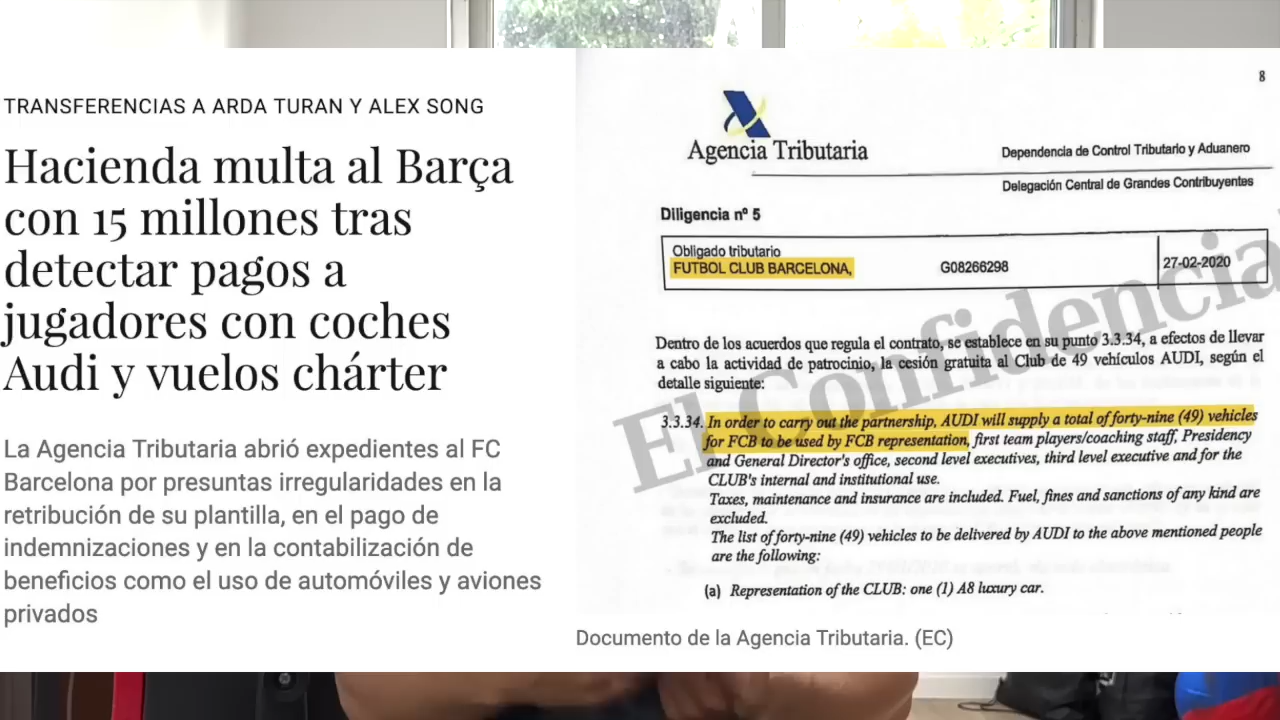 TRANSFERENCIAS A ARDA TURAN Y ALEX SONG
Hacienda multa al Barça
con 15 millones tras
detectar pagos a
jugadores con coches
Audi y vuelos chárter
La Agencia Tributaria abrió expedientes al FC
Barcelona por presuntas irregularidades en la
retribución de su plantilla, en el pago de
indemnizaciones y en la contabilización de
beneficios como el uso de automóviles y aviones
privados
8
Agencia Tributaria
Dependencia de Control Tributario y Aduanero
Delegación Central de Grandes Contribuyentes
Diligencia nº 5
Obligado tributario
FUTBOL CLUB BARCELONA, G08266298 27-02-2020
El Confidencia
Dentro de los acuerdos que regula el contrato, se establece en su punto 3.3.34, a efectos de llevar
a cabo la actividad de patrocinio, la cesión gratuita al Club de 49 vehículos AUDI, según el
detalle siguiente:
3.3.34. In order to carry out the partnership, AUDI will supply a total of forty-nine (49) vehicles
for FCB to be used by FCB representation, first team players/coaching staff, Presidency
and General Director's office, second level executives, third level executive and for the
CLUB's internal and institutional use.
Taxes, maintenance and insurance are included. Fuel, fines and sanctions of any kind are
excluded.
The list of forty-nine (49) vehicles to be delivered by AUDI to the above mentioned people
are the following:
(a) Representation of the CLUB: one (1) A8 luxury car.
Documento de la Agencia Tributaria. (EC)